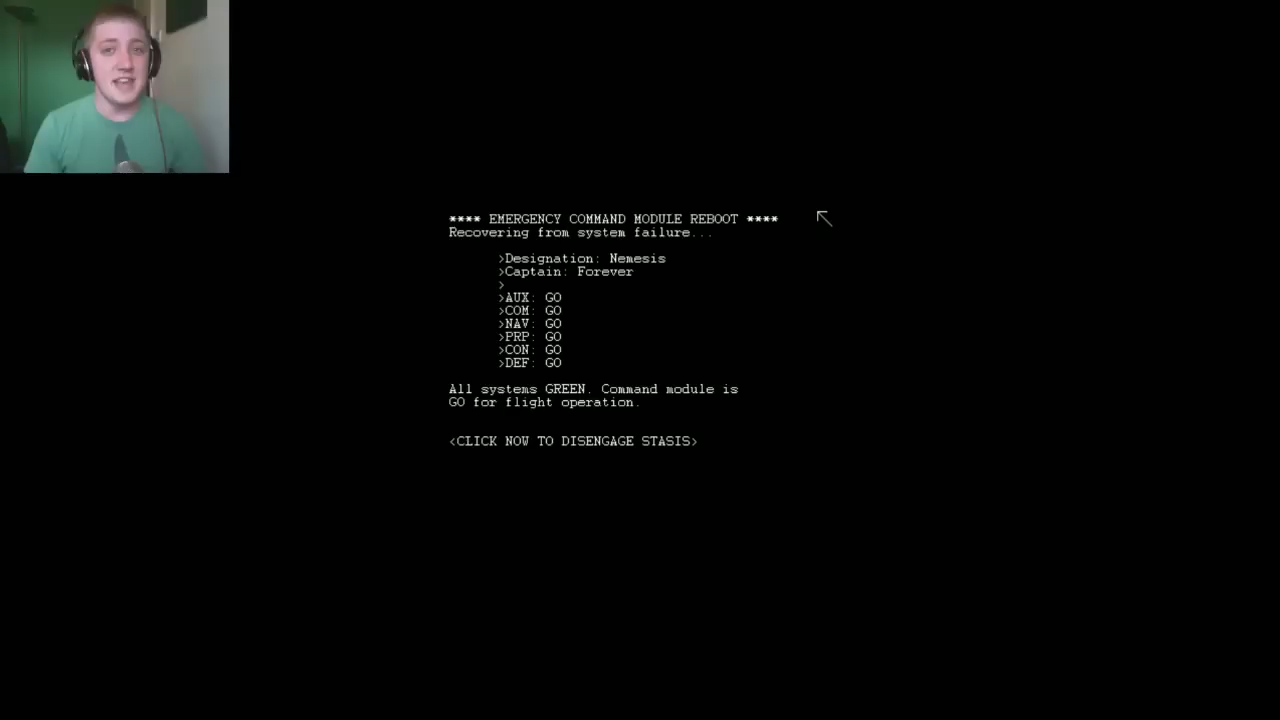 **** EMERGENCY COMMAND MODULE REBOOT ****
Recovering from system failure...
>Designation: Nemesis
>Captain: Forever
>
>AUX: GO
>COM: GO
>NAV: GO
>PRP: GO
>CON: GO
>DEF: GO
All systems GREEN. Command module is
GO for flight operation.
<CLICK NOW TO DISENGAGE STASIS>